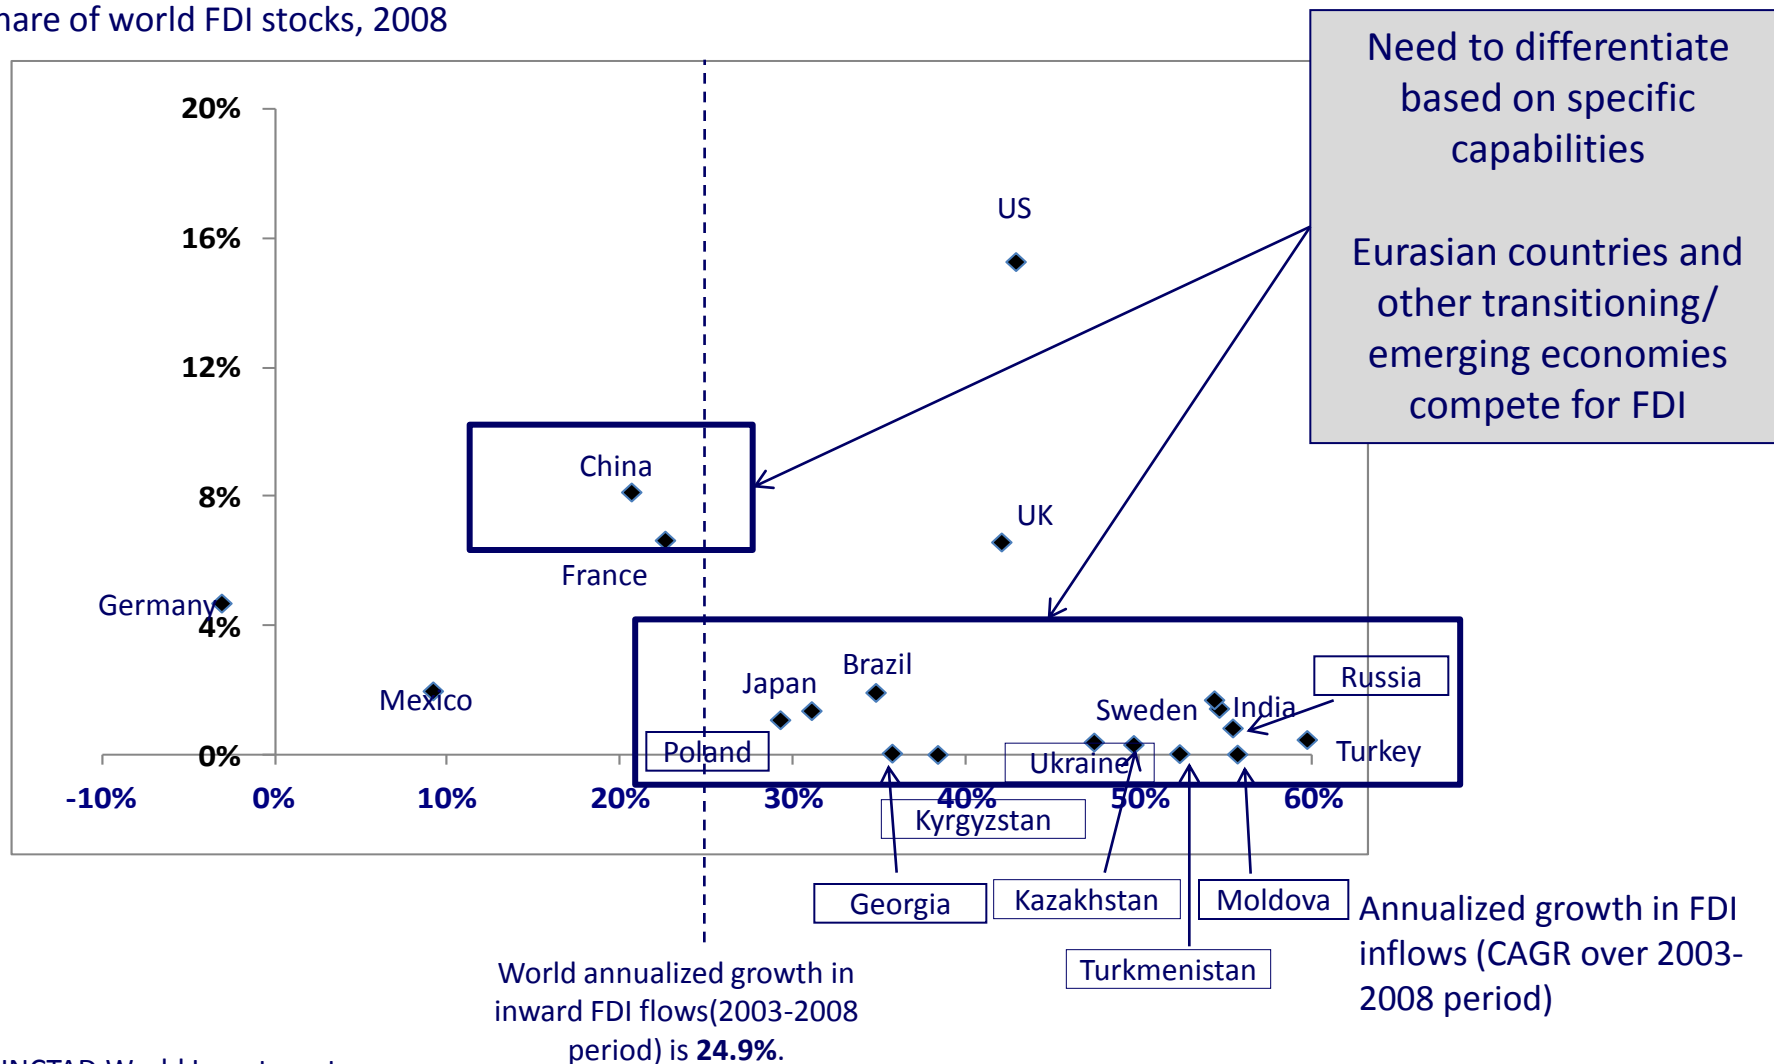 hare of world FDI stocks, 2008
Need to differentiate
based on specific
capabilities
Eurasian countries and
other transitioning/
emerging economies
compete for FDI
20%
16%
12%
8%
4%
0%
US
China
UK
France
Germany
Mexico
Japan
Brazil
Sweden
India
Russia
Poland
Ukraine
Turkey
-10%
0%
10%
20%
30%
40%
50%
60%
Kyrgyzstan
Georgia
Kazakhstan
Moldova
Turkmenistan
Annualized growth in FDI
inflows (CAGR over 2003-
2008 period)
World annualized growth in
inward FDI flows(2003-2008
period) is 24.9%.